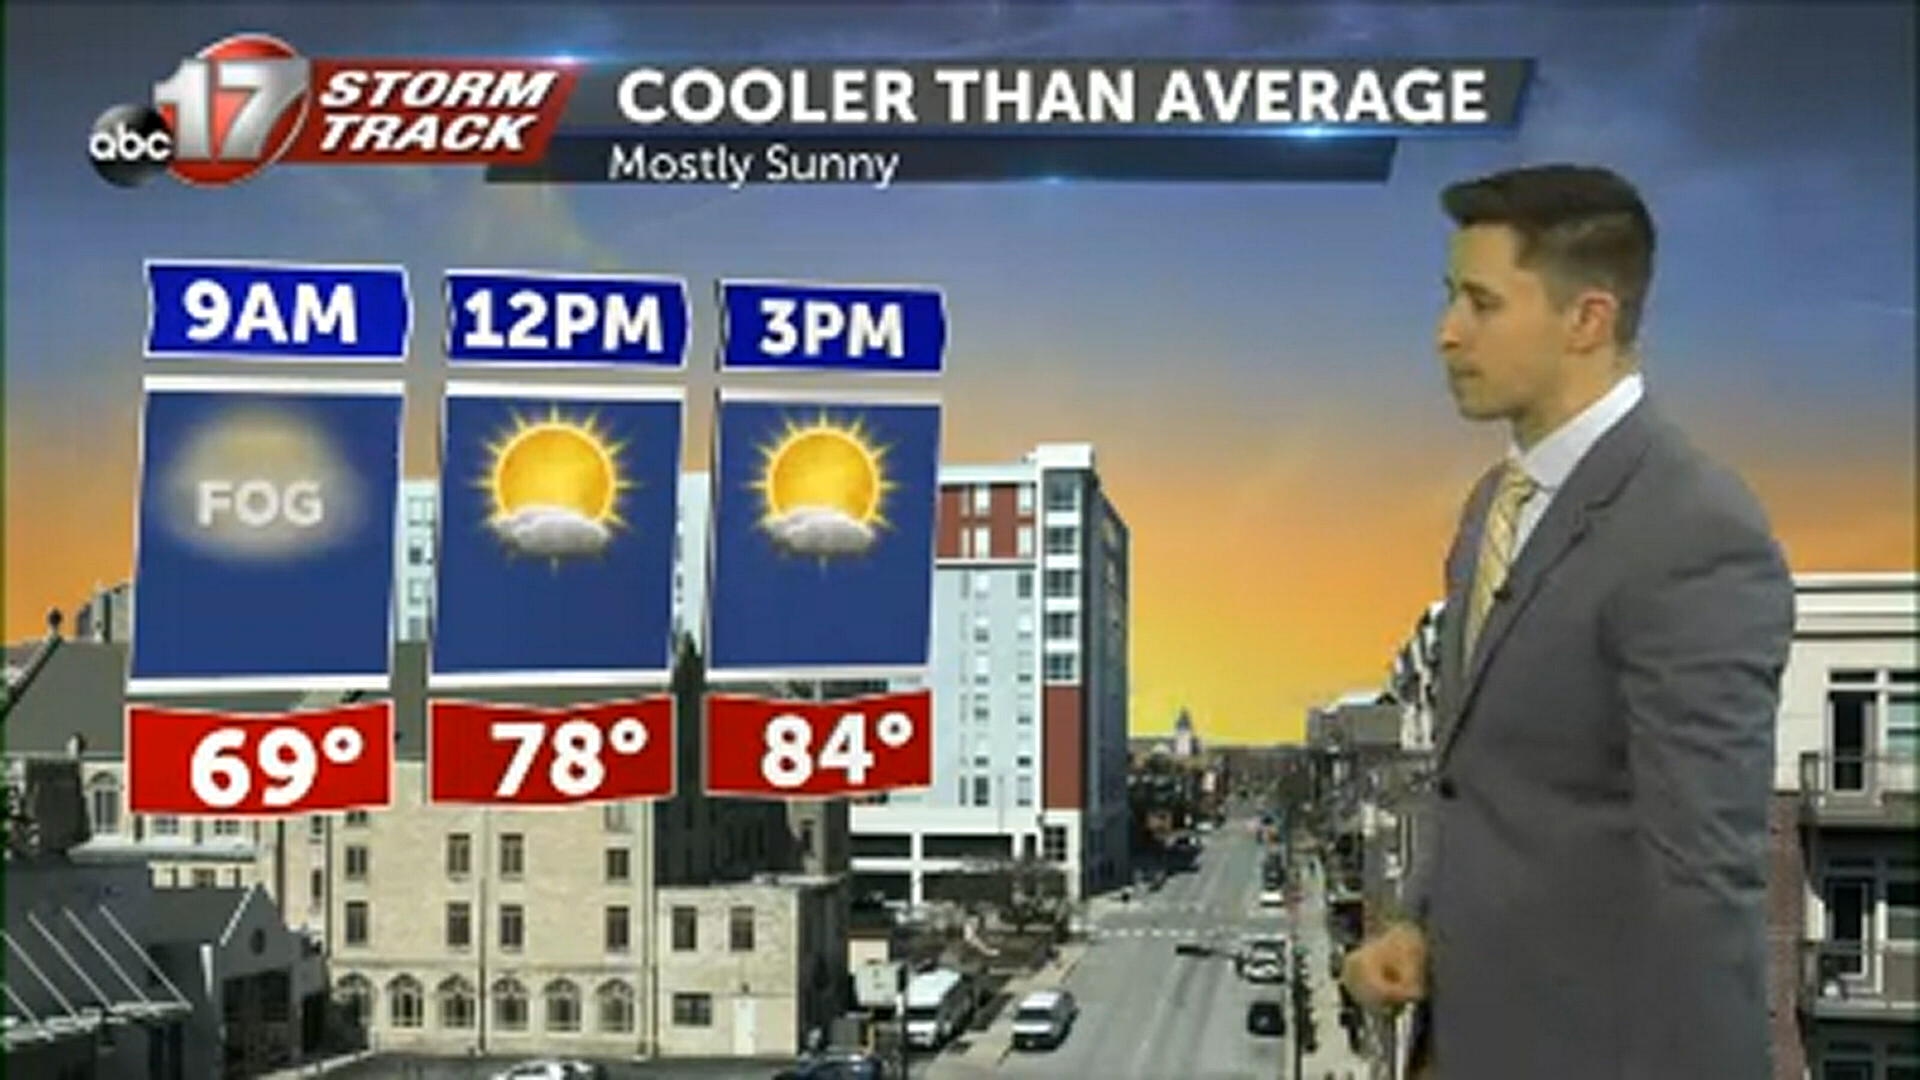 abc 17 STORM TRACK
COOLER THAN AVERAGE
Mostly Sunny
9AM 12PM 3PM
FOG
69° 78° 84°